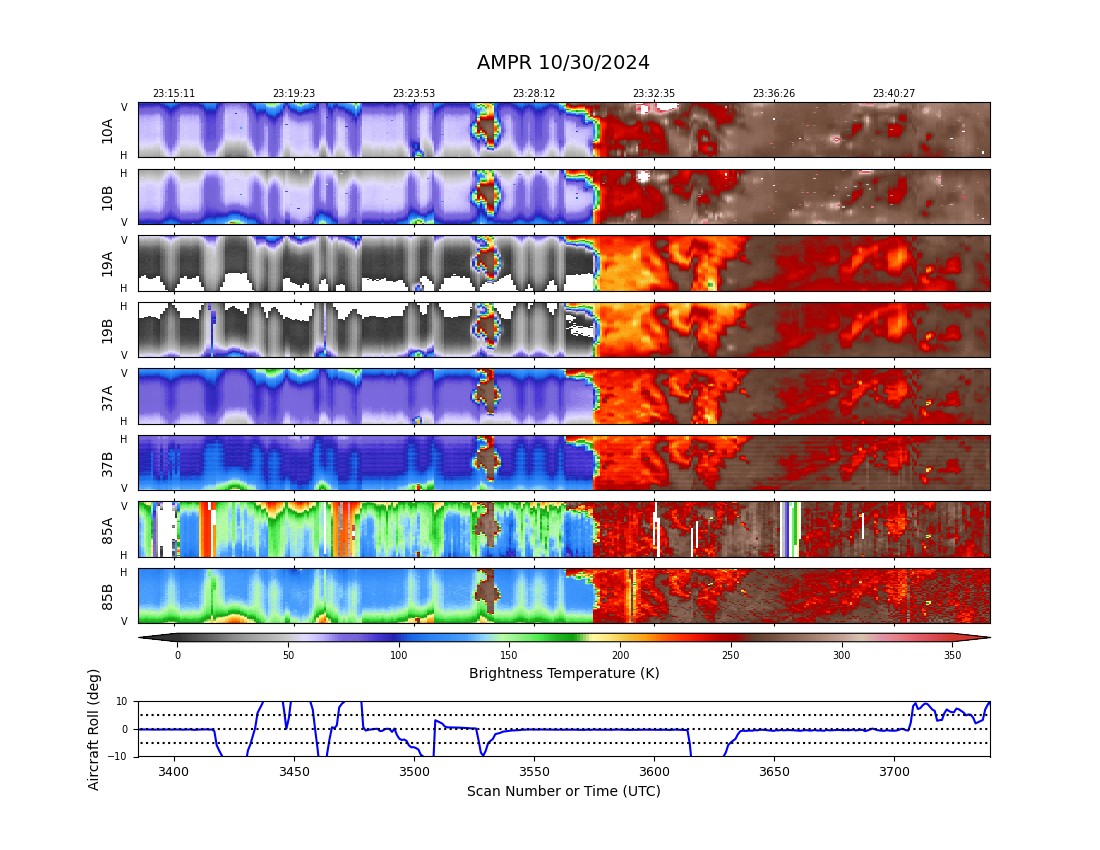 AMPR 10/30/2024
23:15:11 23:19:23 23:23:53 23:28:12 23:32:35 23:36:26 23:40:27
V
10A
H
H
10B
V
V
19A
H
H
19B
V
V
37A
H
H
37B
V
V
85A
H
H
85B
V
0 50 100 150 200 250 300 350
Brightness Temperature (K)
Aircraft Roll (deg)
10
0
−10
3400 3450 3500 3550 3600 3650 3700
Scan Number or Time (UTC)